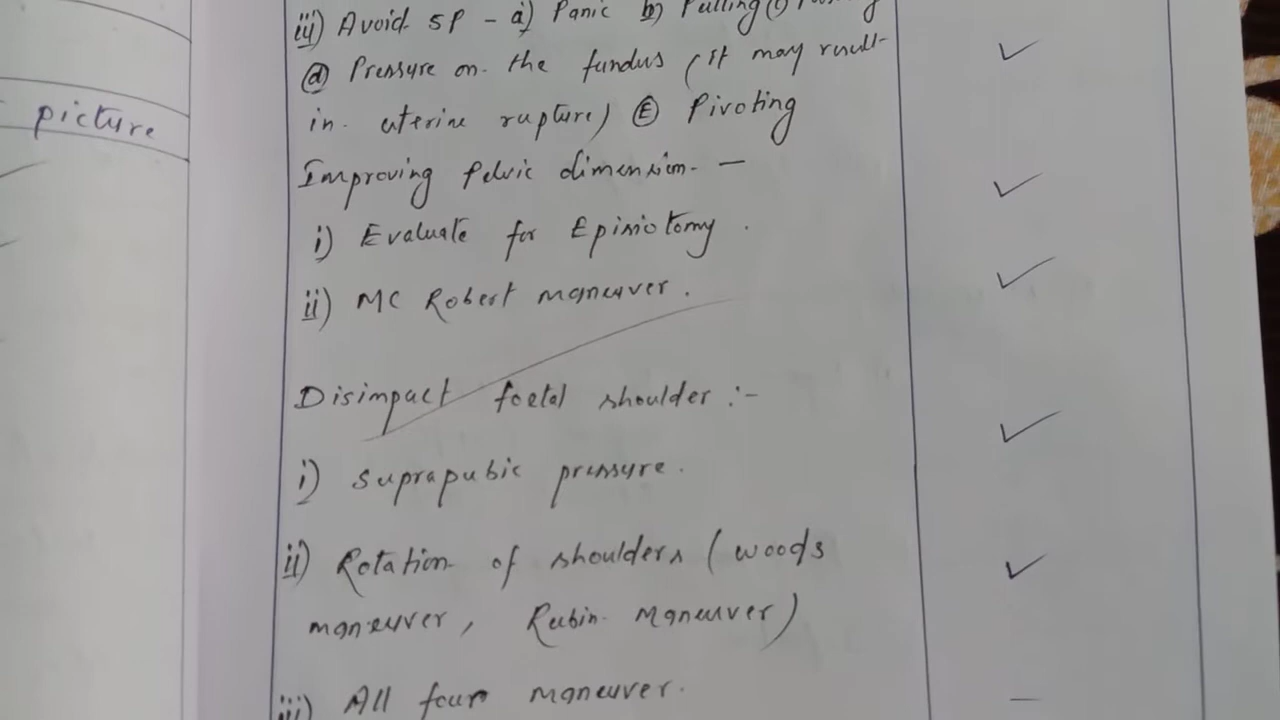 picture
iii) Avoid 5P - a) Panic b) Pulling (c)
(d) Pressure on the fundus (it may result
in uterine rupture) (E) Pivoting
Improving Pelvic dimension -
i) Evaluate for Episiotomy.
ii) MC Robert maneuver.
Disimpact foetal shoulder :-
i) suprapubic pressure.
ii) Rotation of shoulders (woods
maneuver, Rubin Maneuver)
iii) All four maneuver.